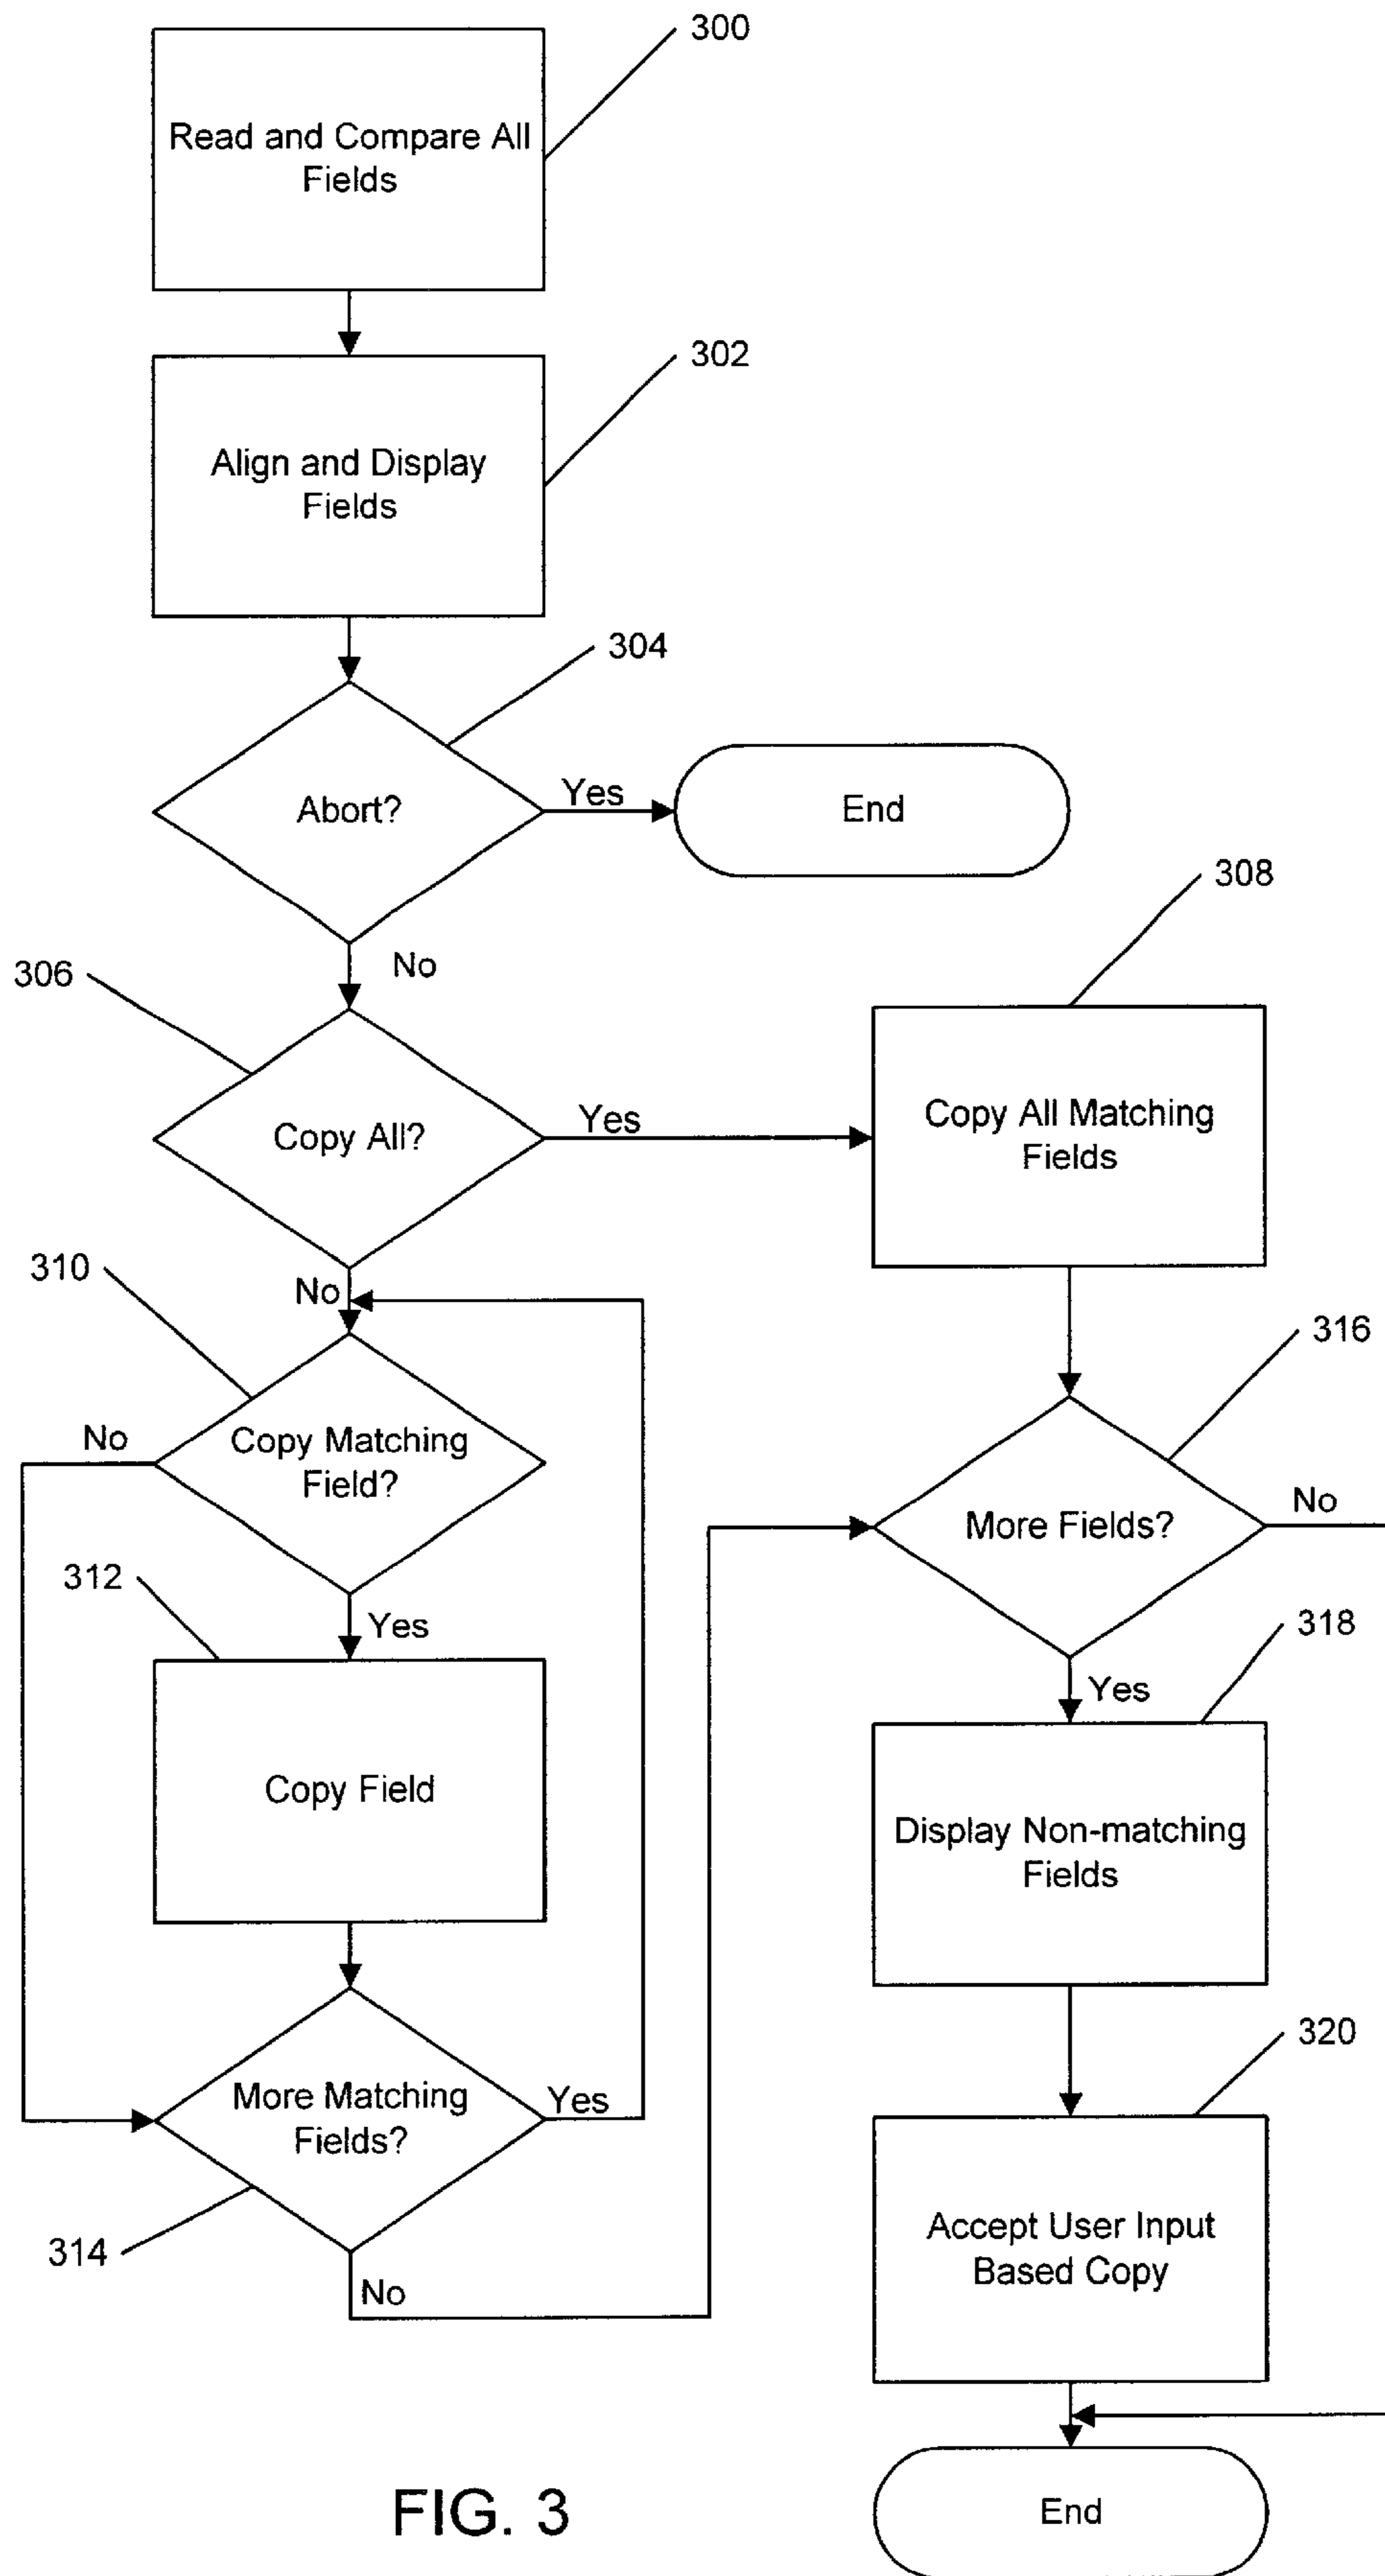 300
Read and Compare All
Fields
302
Align and Display
Fields
304
Abort?
Yes
End
No
306
308
Copy All?
Yes
Copy All Matching
Fields
No
310
316
Copy Matching
Field?
No
More Fields?
No
312
Yes
318
Yes
Copy Field
Display Non-matching
Fields
320
More Matching
Fields?
Yes
314
No
Accept User Input
Based Copy
End
FIG. 3